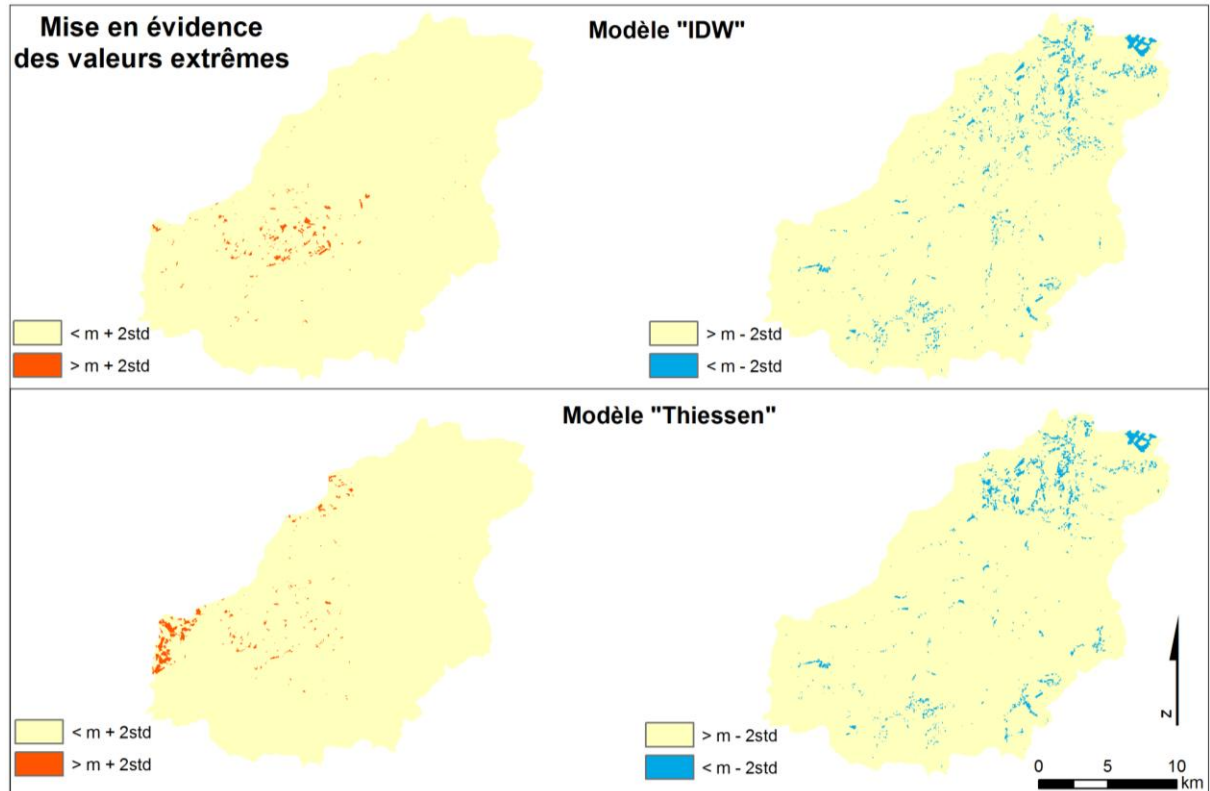 Mise en évidence
des valeurs extrêmes
Modèle "IDW"
< m + 2std
> m + 2std
> m - 2std
< m - 2std
Modèle "Thiessen"
< m + 2std
> m + 2std
> m - 2std
< m - 2std
N
0 5 10
km